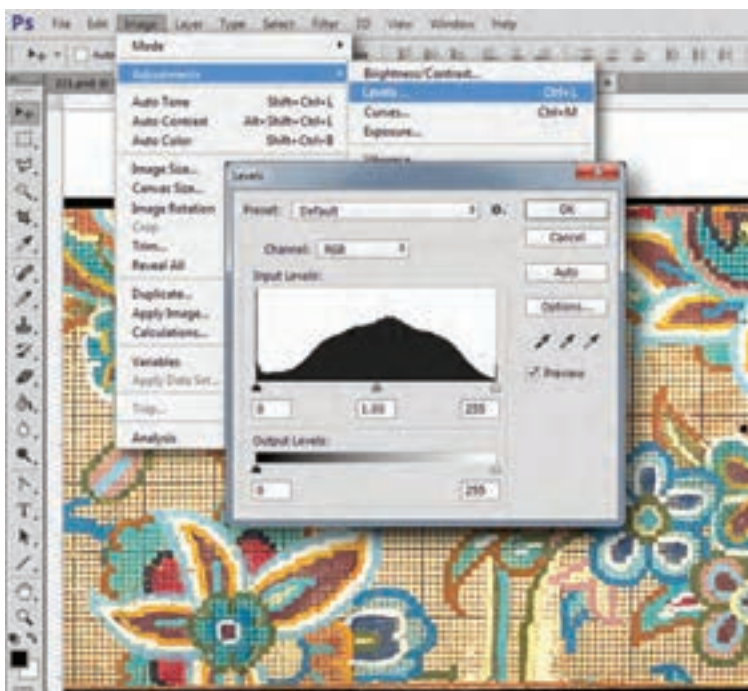 Ps File Edit Image Layer Type Select Filter 3D View Window Help
Mode
Adjustments
Brightness/Contrast...
Levels... Ctrl+L
Curves... Ctrl+M
Exposure...
Auto Tone Shift+Ctrl+L
Auto Contrast Alt+Shift+Ctrl+L
Auto Color Shift+Ctrl+B
Image Size...
Canvas Size...
Image Rotation
Crop
Trim...
Reveal All
Duplicate...
Apply Image...
Calculations...
Variables
Apply Data Set...
Trap...
Analysis
Levels
Preset: Default
OK
Channel: RGB
Cancel
Input Levels:
Auto
Options...
Preview
0 1.00 255
Output Levels:
0 255